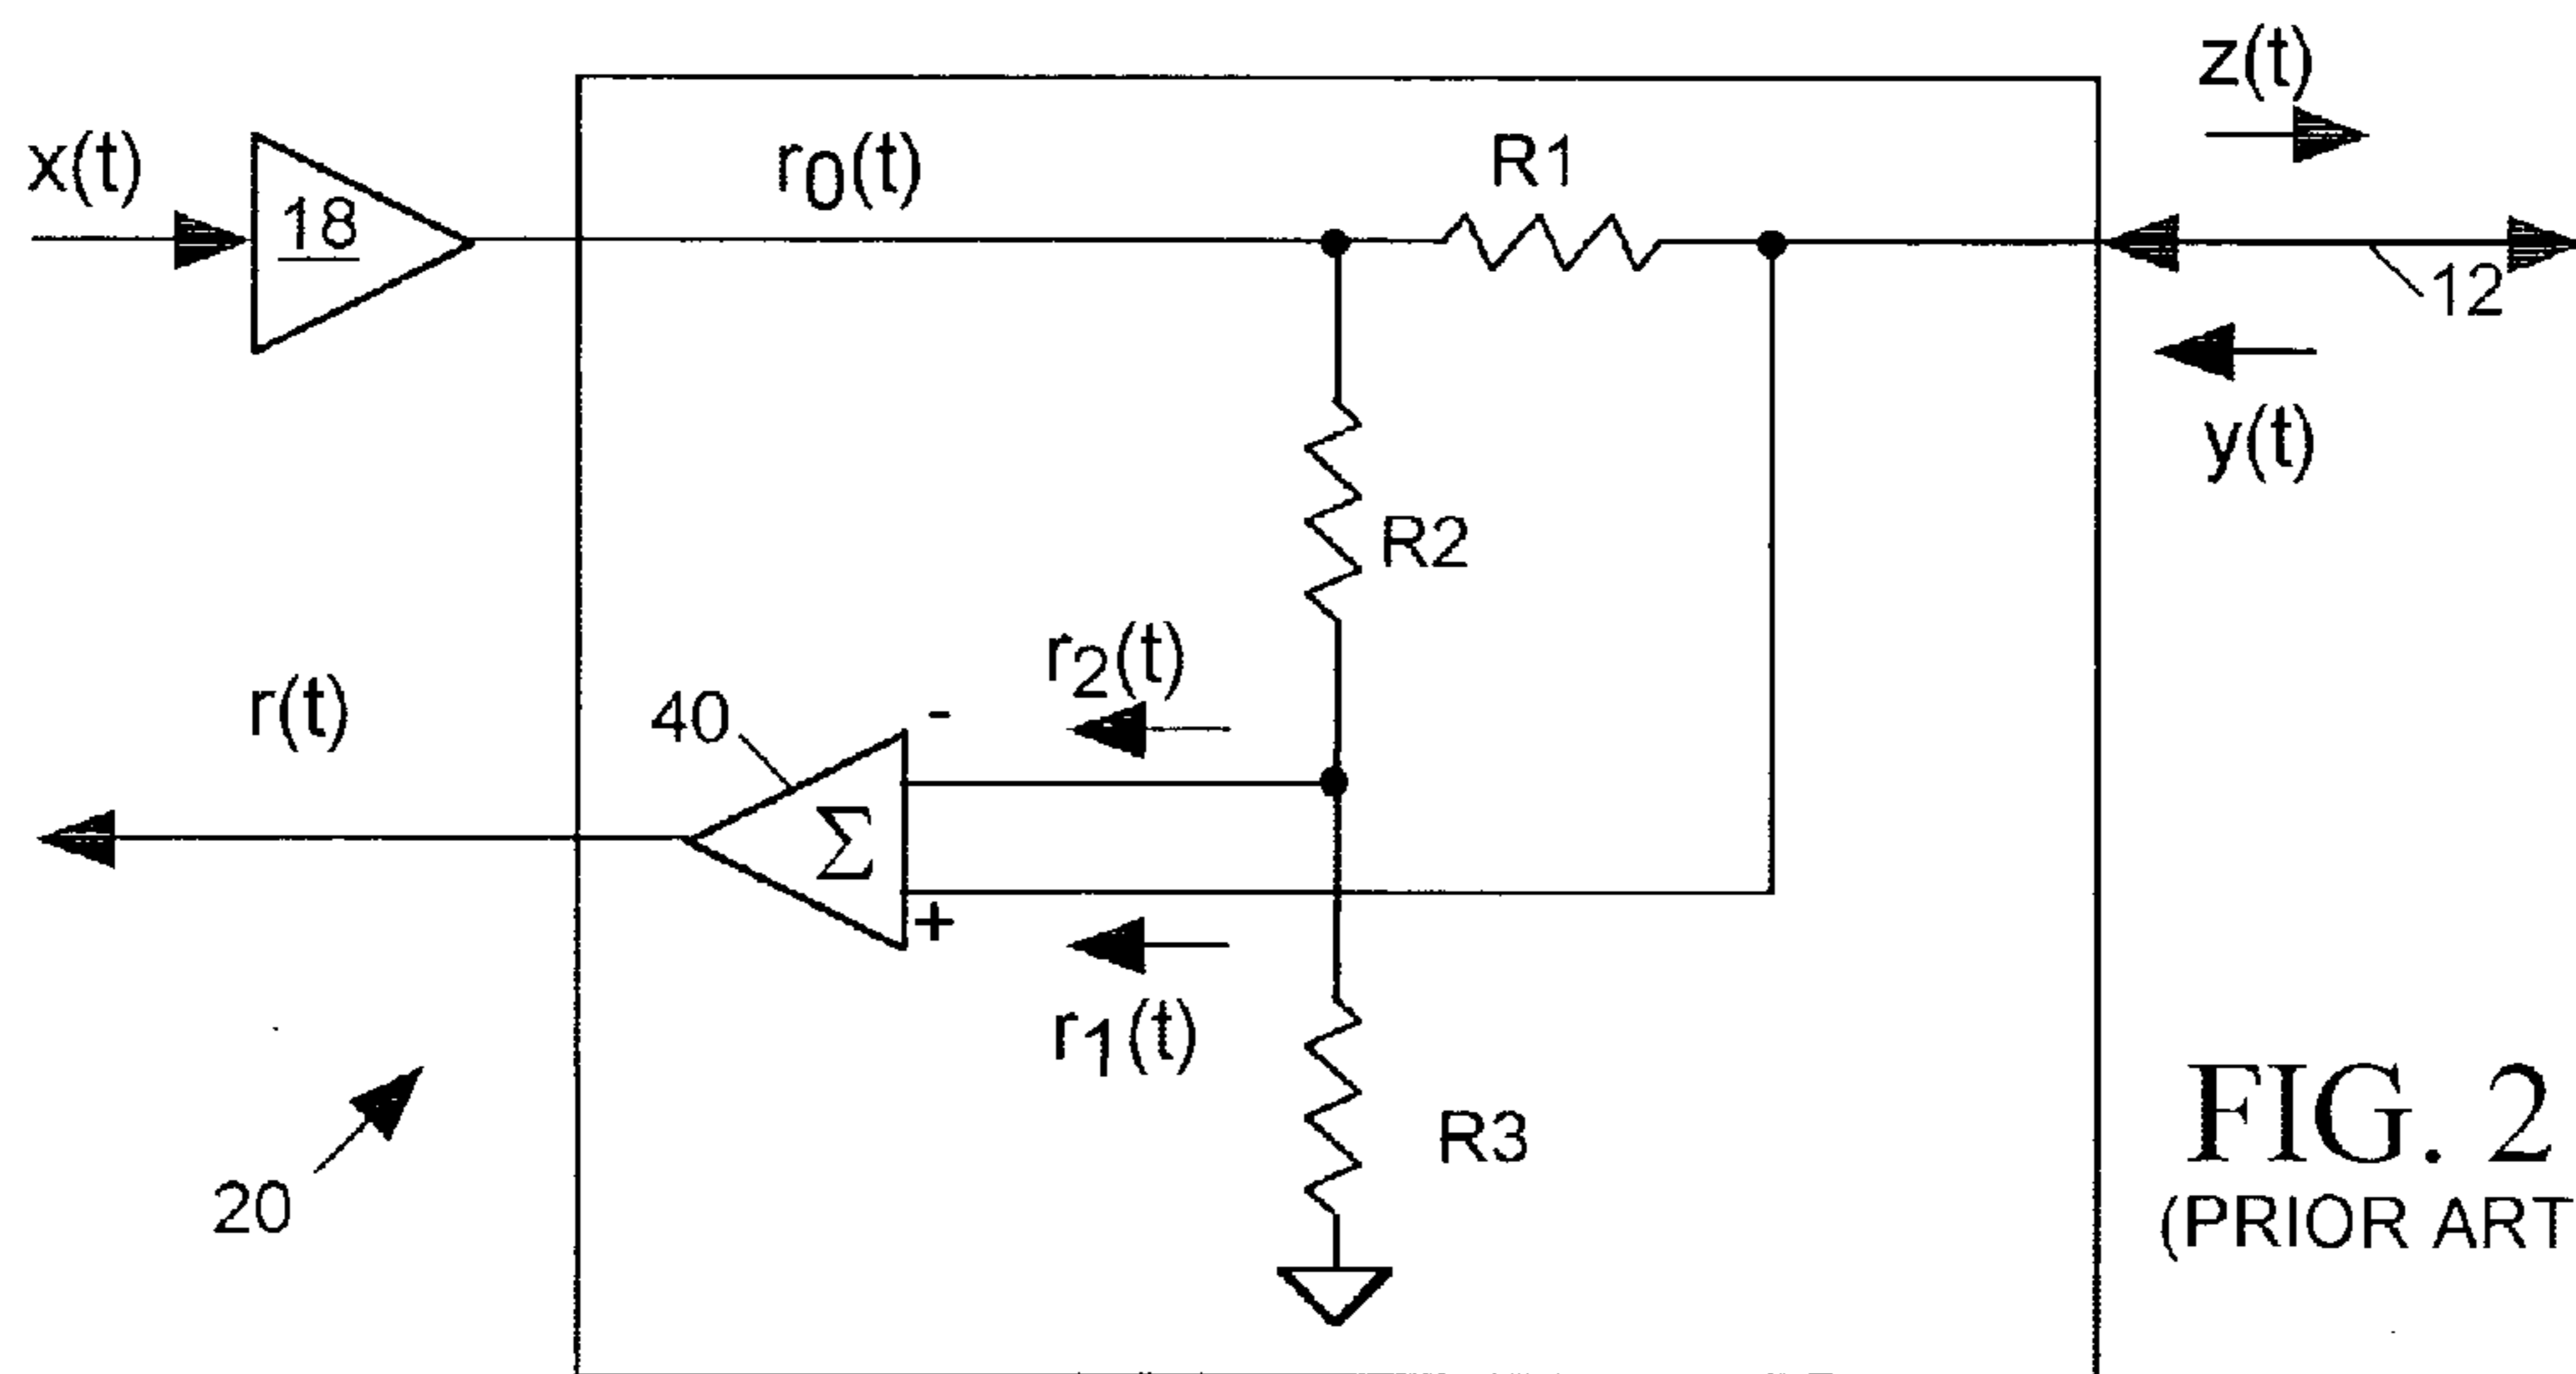 z(t)
x(t)
18
r0(t)
R1
12
y(t)
R2
r2(t)
r(t)
40
-
Σ
+
r1(t)
R3
20
FIG. 2
(PRIOR ART